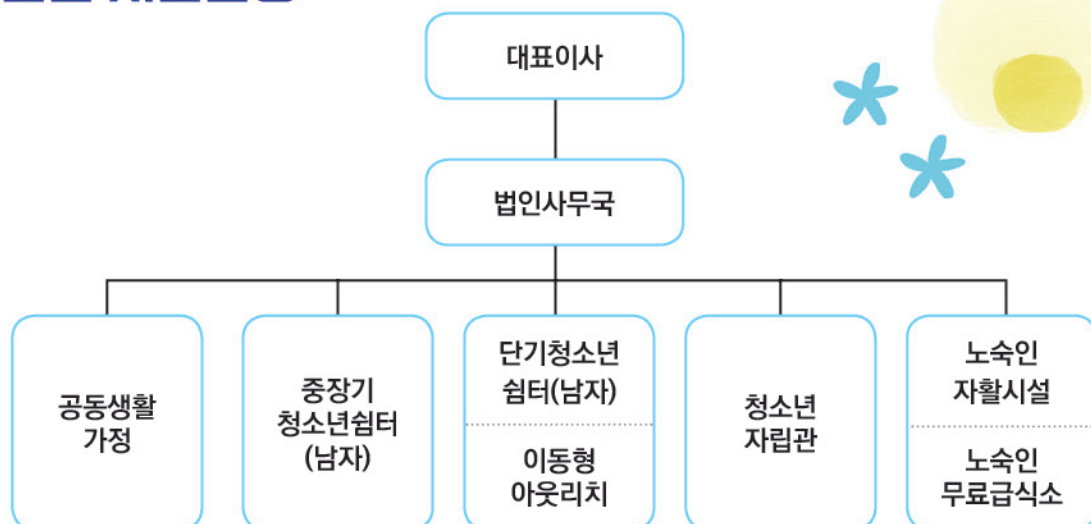 대표이사
법인사무국
공동생활
가정
중장기
청소년쉼터
(남자)
단기청소년
쉼터(남자)
이동형
아웃리치
청소년
자립관
노숙인
자활시설
노숙인
무료급식소